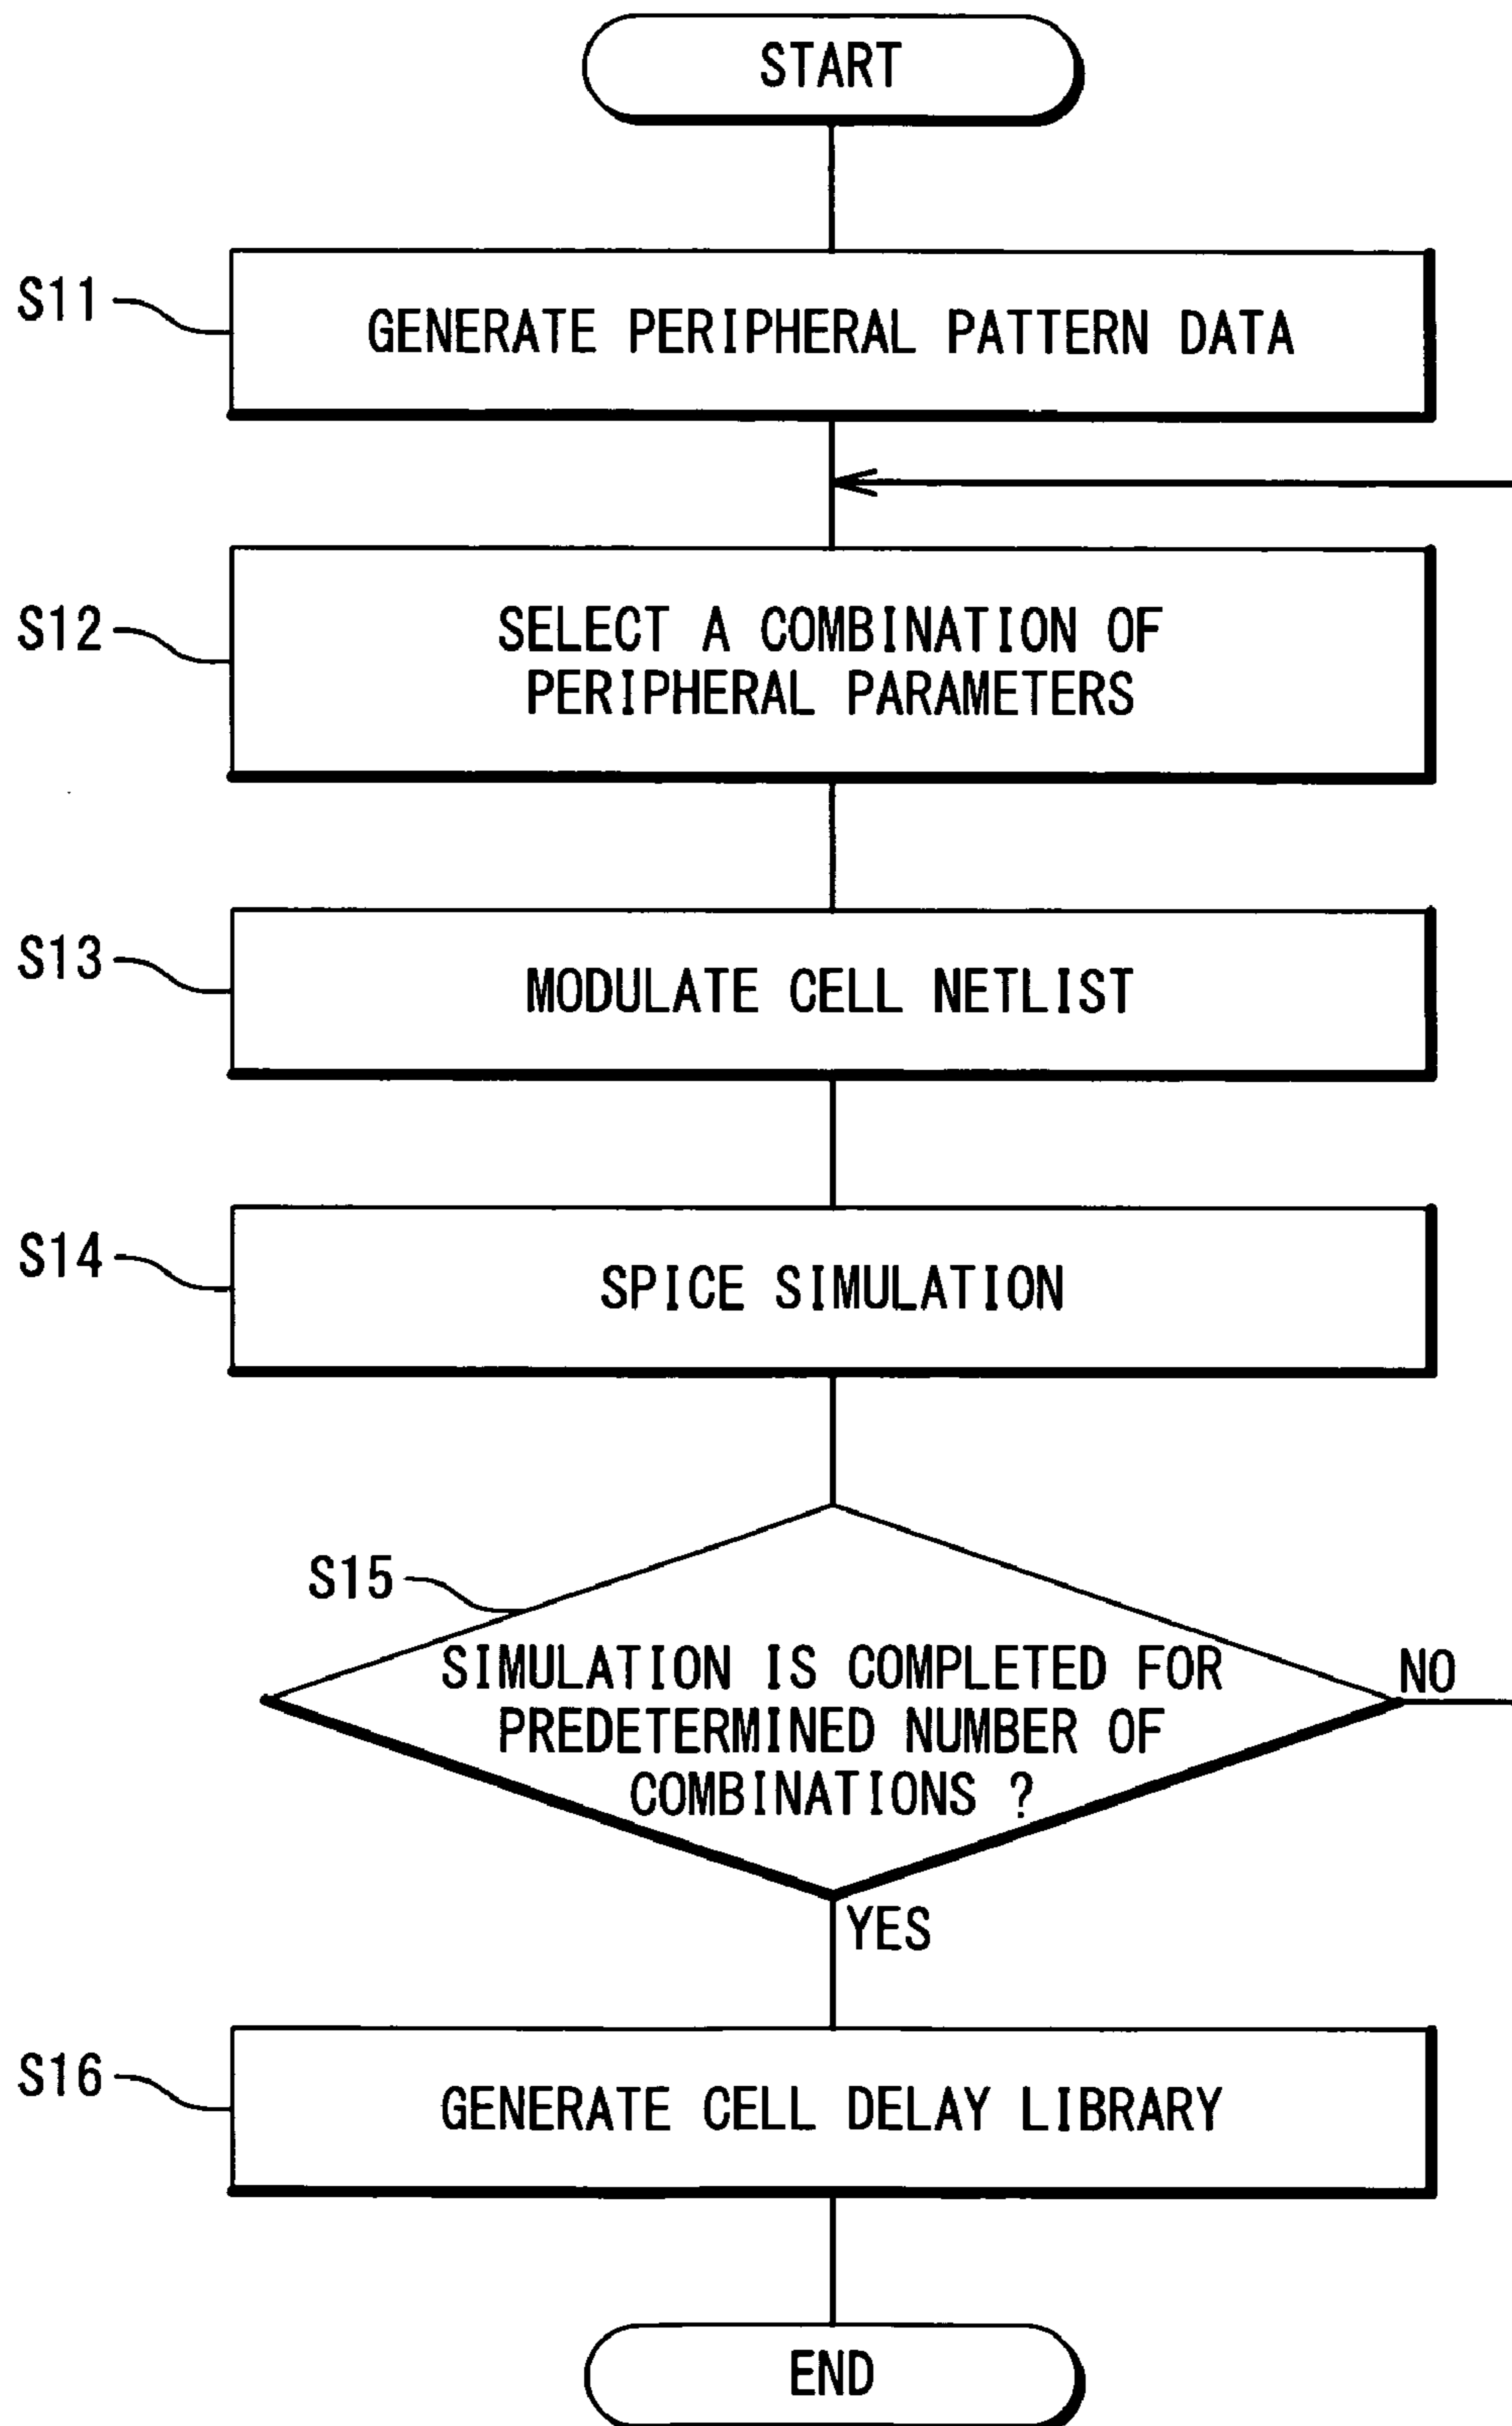 START
S11
GENERATE PERIPHERAL PATTERN DATA
S12
SELECT A COMBINATION OF
PERIPHERAL PARAMETERS
S13
MODULATE CELL NETLIST
S14
SPICE SIMULATION
S15
SIMULATION IS COMPLETED FOR
PREDETERMINED NUMBER OF
COMBINATIONS ?
NO
YES
S16
GENERATE CELL DELAY LIBRARY
END